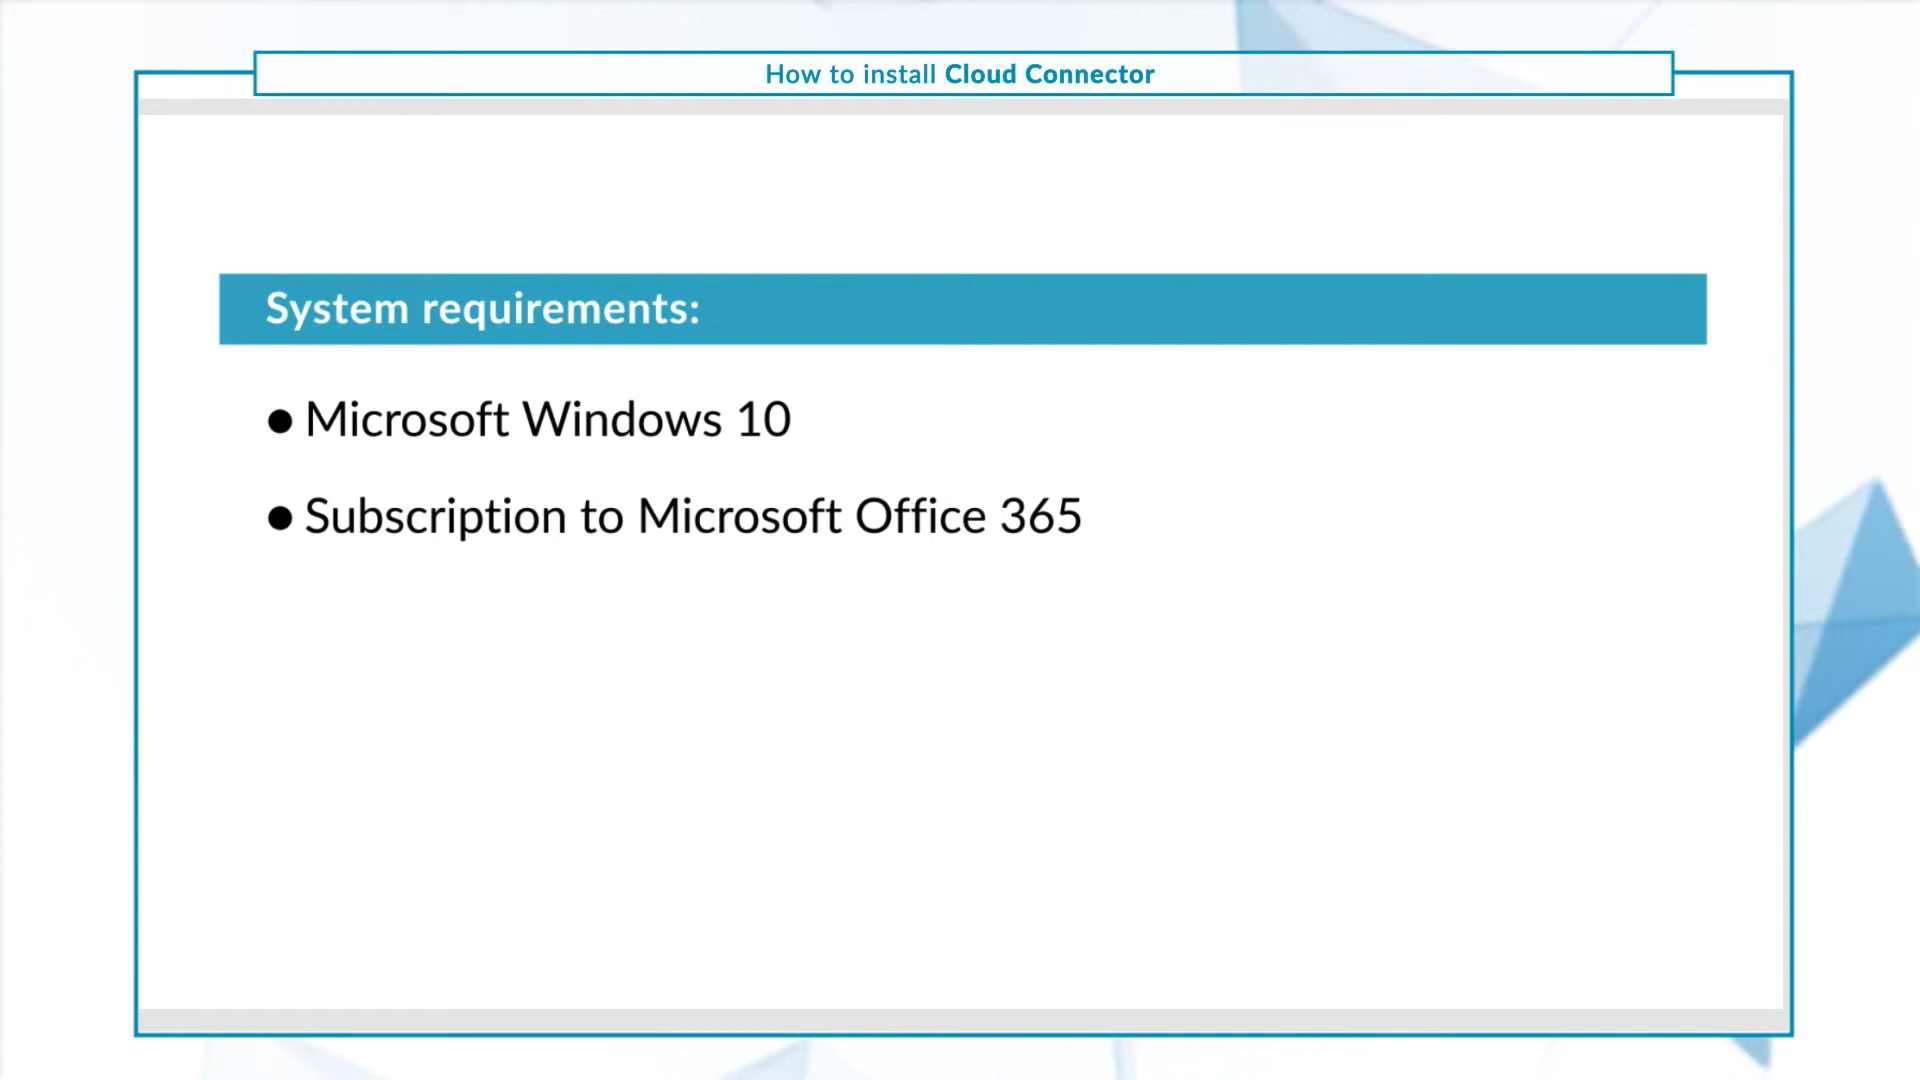 How to install Cloud Connector
System requirements:
● Microsoft Windows 10
● Subscription to Microsoft Office 365